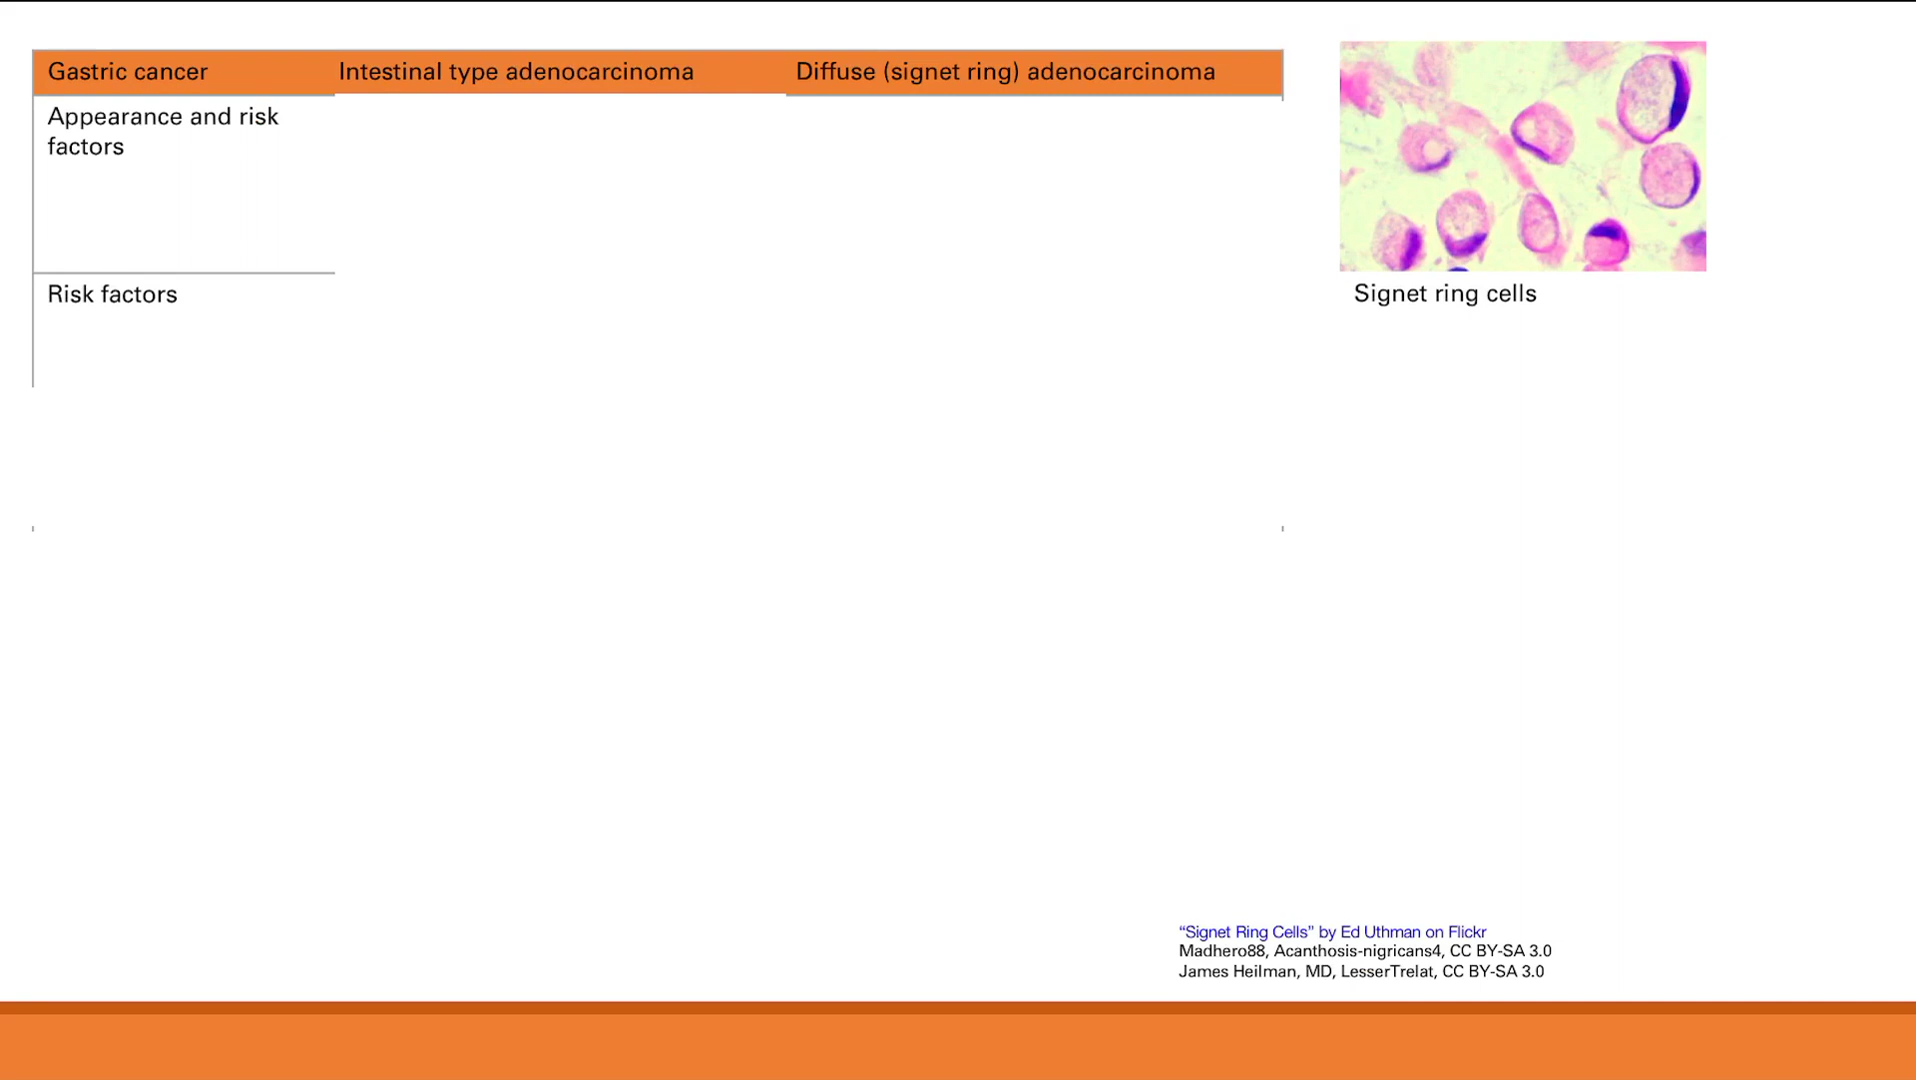 Gastric cancer
Intestinal type adenocarcinoma
Diffuse (signet ring) adenocarcinoma
Appearance and risk
factors
Risk factors
Signet ring cells
“Signet Ring Cells” by Ed Uthman on Flickr
Madhero88, Acanthosis-nigricans4, CC BY-SA 3.0
James Heilman, MD, LesserTrelat, CC BY-SA 3.0